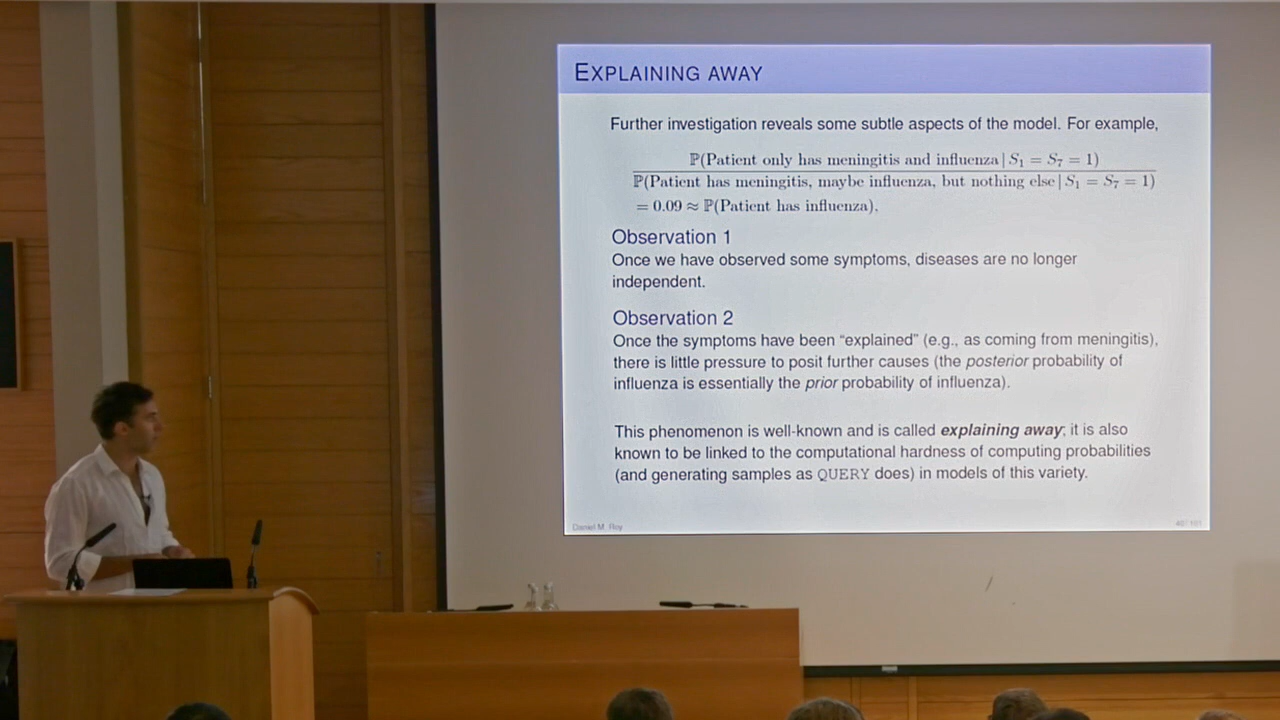 EXPLAINING AWAY
Further investigation reveals some subtle aspects of the model. For example,
ℙ(Patient only has meningitis and influenza | S₁ = S₇ = 1)
ℙ(Patient has meningitis, maybe influenza, but nothing else | S₁ = S₇ = 1)
= 0.09 ≈ ℙ(Patient has influenza).
Observation 1
Once we have observed some symptoms, diseases are no longer
independent.
Observation 2
Once the symptoms have been “explained” (e.g., as coming from meningitis),
there is little pressure to posit further causes (the posterior probability of
influenza is essentially the prior probability of influenza).
This phenomenon is well-known and is called explaining away; it is also
known to be linked to the computational hardness of computing probabilities
(and generating samples as QUERY does) in models of this variety.
Daniel M. Roy